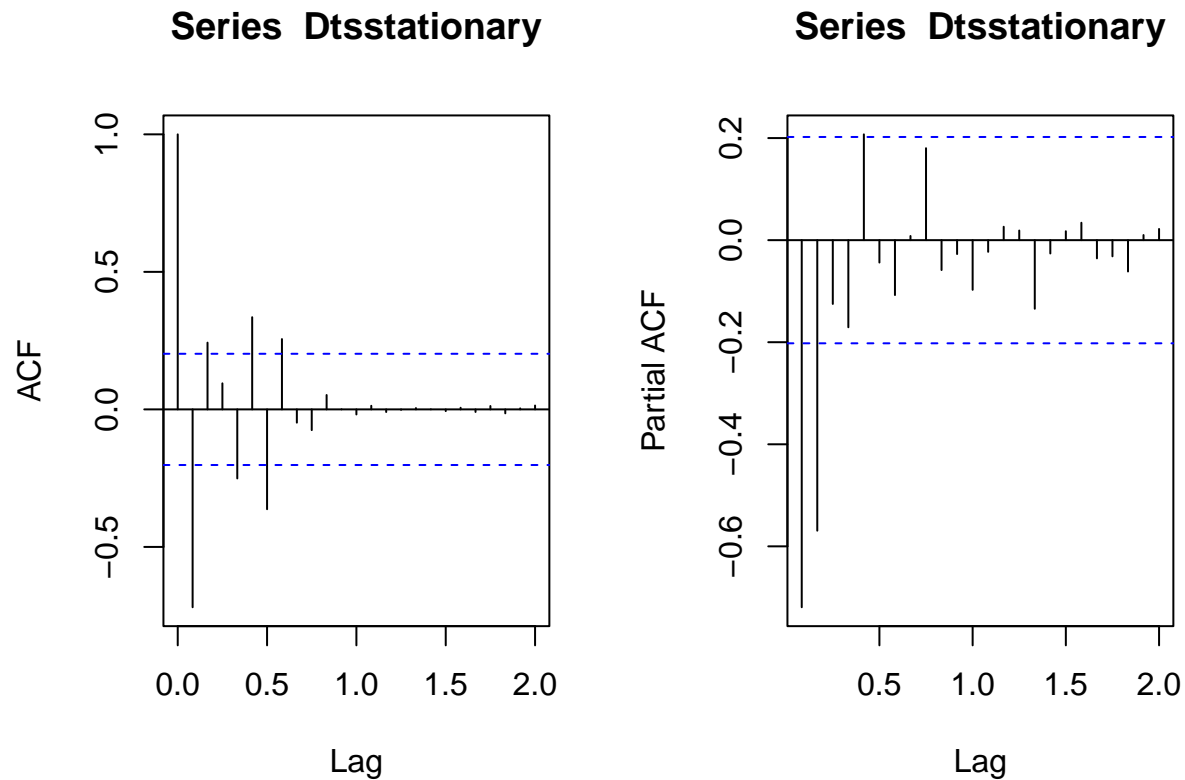 Series Dtsstationary
ACF
1.0
0.5
0.0
−0.5
0.0 0.5 1.0 1.5 2.0
Lag
Series Dtsstationary
Partial ACF
0.2
0.0
−0.2
−0.4
−0.6
0.5 1.0 1.5 2.0
Lag